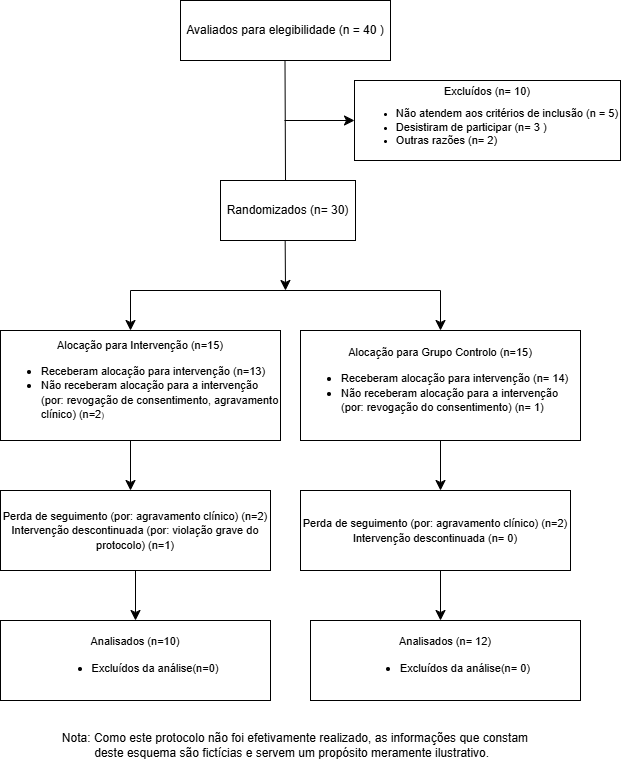 Avaliados para elegibilidade (n = 40 )
Excluídos (n= 10)
• Não atendem aos critérios de inclusão (n = 5)
• Desistiram de participar (n= 3 )
• Outras razões (n= 2)
Randomizados (n= 30)
Alocação para Intervenção (n=15)
• Receberam alocação para intervenção (n=13)
• Não receberam alocação para a intervenção
(por: revogação de consentimento, agravamento
clínico) (n=2)
Alocação para Grupo Controlo (n=15)
• Receberam alocação para intervenção (n= 14)
• Não receberam alocação para a intervenção
(por: revogação do consentimento) (n= 1)
Perda de seguimento (por: agravamento clínico) (n=2)
Intervenção descontinuada (por: violação grave do
protocolo) (n=1)
Perda de seguimento (por: agravamento clínico) (n=2)
Intervenção descontinuada (n= 0)
Analisados (n=10)
• Excluídos da análise(n=0)
Analisados (n= 12)
• Excluídos da análise(n= 0)
Nota: Como este protocolo não foi efetivamente realizado, as informações que constam
deste esquema são fictícias e servem um propósito meramente ilustrativo.